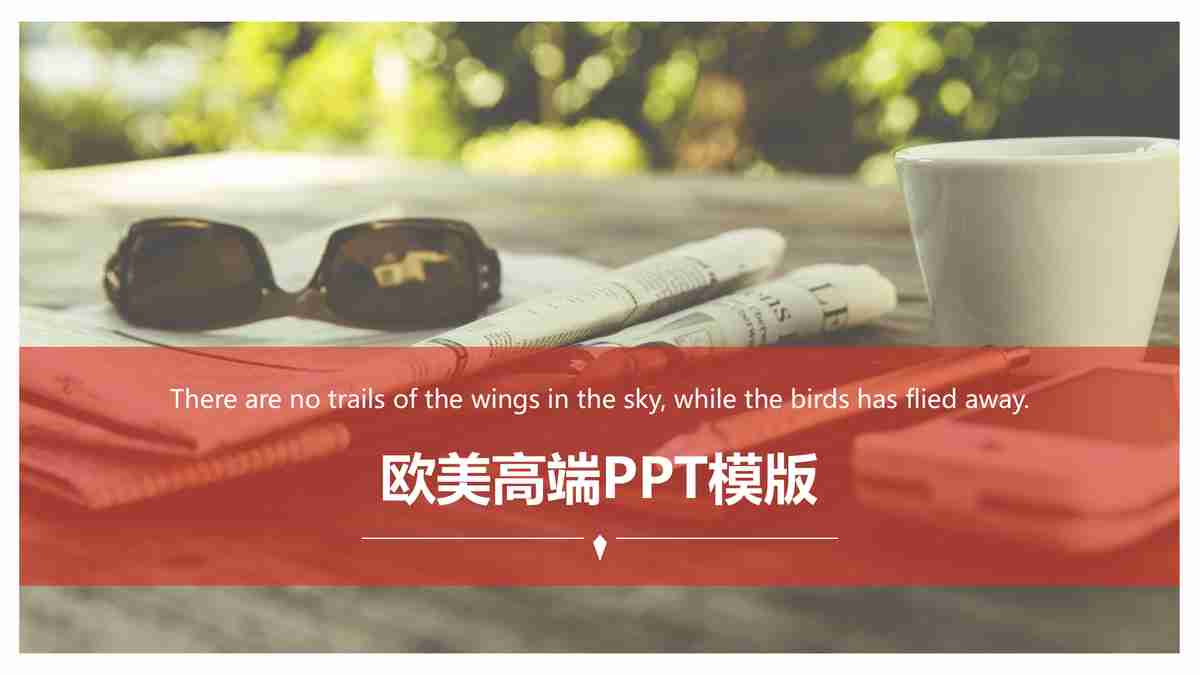 There are no trails of the wings in the sky, while the birds has flied away.
欧美高端PPT模版